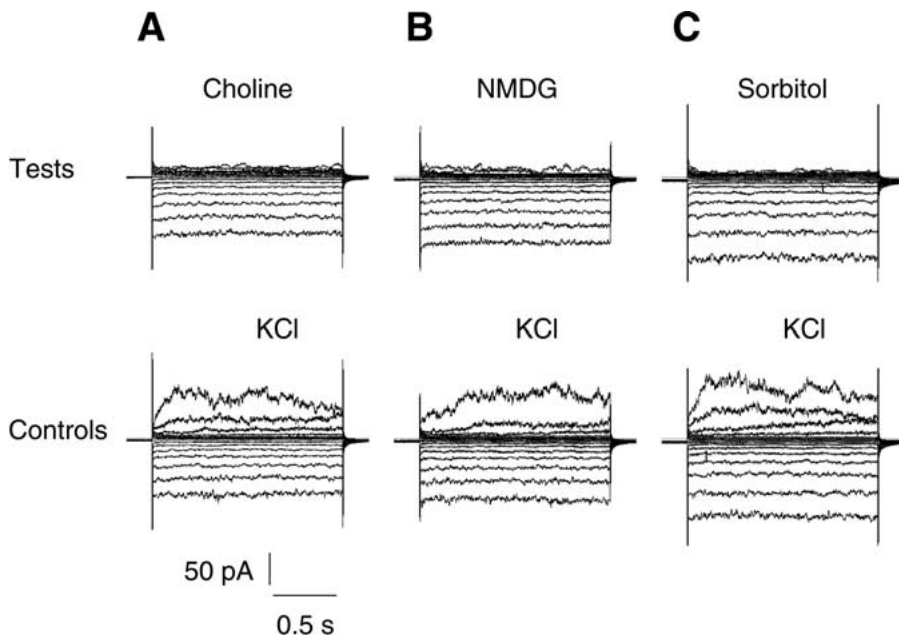 A B C
Choline NMDG Sorbitol
Tests
KCl KCl KCl
Controls
50 pA
0.5 s